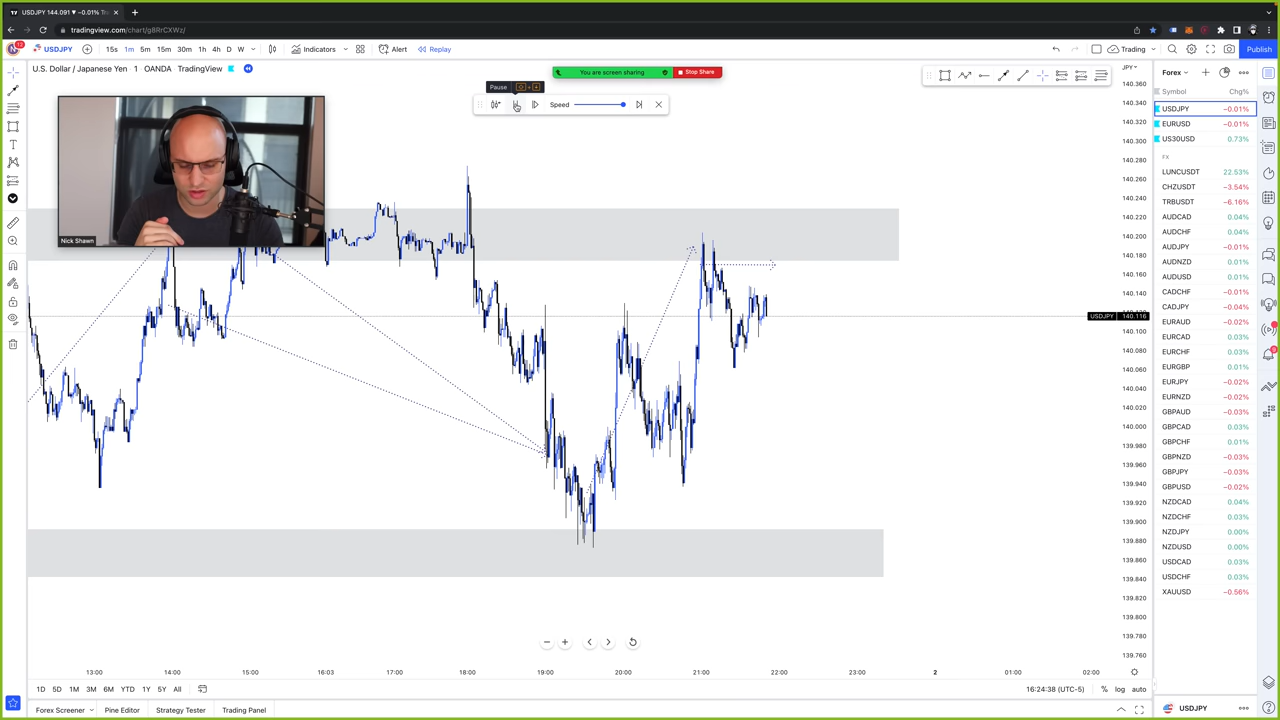 USDJPY 144.091 ▼ −0.01% Tradi
tradingview.com/chart/g8RrCXWz/
12
USDJPY
15s 1m 5m 15m 30m 1h 4h D W
Indicators
Alert
Replay
Trading
Publish
U.S. Dollar / Japanese Yen · 1 · OANDA · TradingView
You are screen sharing
Stop Share
Pause
Speed
Nick Shawn
JPY
140.360
140.340
140.320
140.300
140.280
140.260
140.240
140.220
140.200
140.180
140.160
140.140
140.120
USDJPY 140.116
140.100
140.080
140.060
140.040
140.020
140.000
139.980
139.960
139.940
139.920
139.900
139.880
139.860
139.840
139.820
139.800
139.780
139.760
Forex
Symbol Chg%
USDJPY −0.01%
EURUSD −0.01%
US30USD 0.73%
FX
LUNCUSDT 22.53%
CHZUSDT −3.54%
TRBUSDT −6.16%
AUDCAD 0.04%
AUDCHF 0.04%
AUDJPY −0.01%
AUDNZD 0.01%
AUDUSD 0.01%
CADCHF −0.01%
CADJPY −0.04%
EURAUD −0.02%
EURCAD 0.03%
EURCHF 0.03%
EURGBP 0.01%
EURJPY −0.02%
EURNZD −0.02%
GBPAUD −0.03%
GBPCAD 0.03%
GBPCHF 0.01%
GBPNZD −0.03%
GBPJPY −0.03%
GBPUSD −0.02%
NZDCAD 0.04%
NZDCHF 0.03%
NZDJPY 0.00%
NZDUSD 0.00%
USDCAD 0.03%
USDCHF 0.03%
XAUUSD −0.56%
13:00 14:00 15:00 16:03 17:00 18:00 19:00 20:00 21:00 22:00 23:00 2 01:00 02:00
1D 5D 1M 3M 6M YTD 1Y 5Y All
16:24:38 (UTC-5) % log auto
Forex Screener Pine Editor Strategy Tester Trading Panel
USDJPY